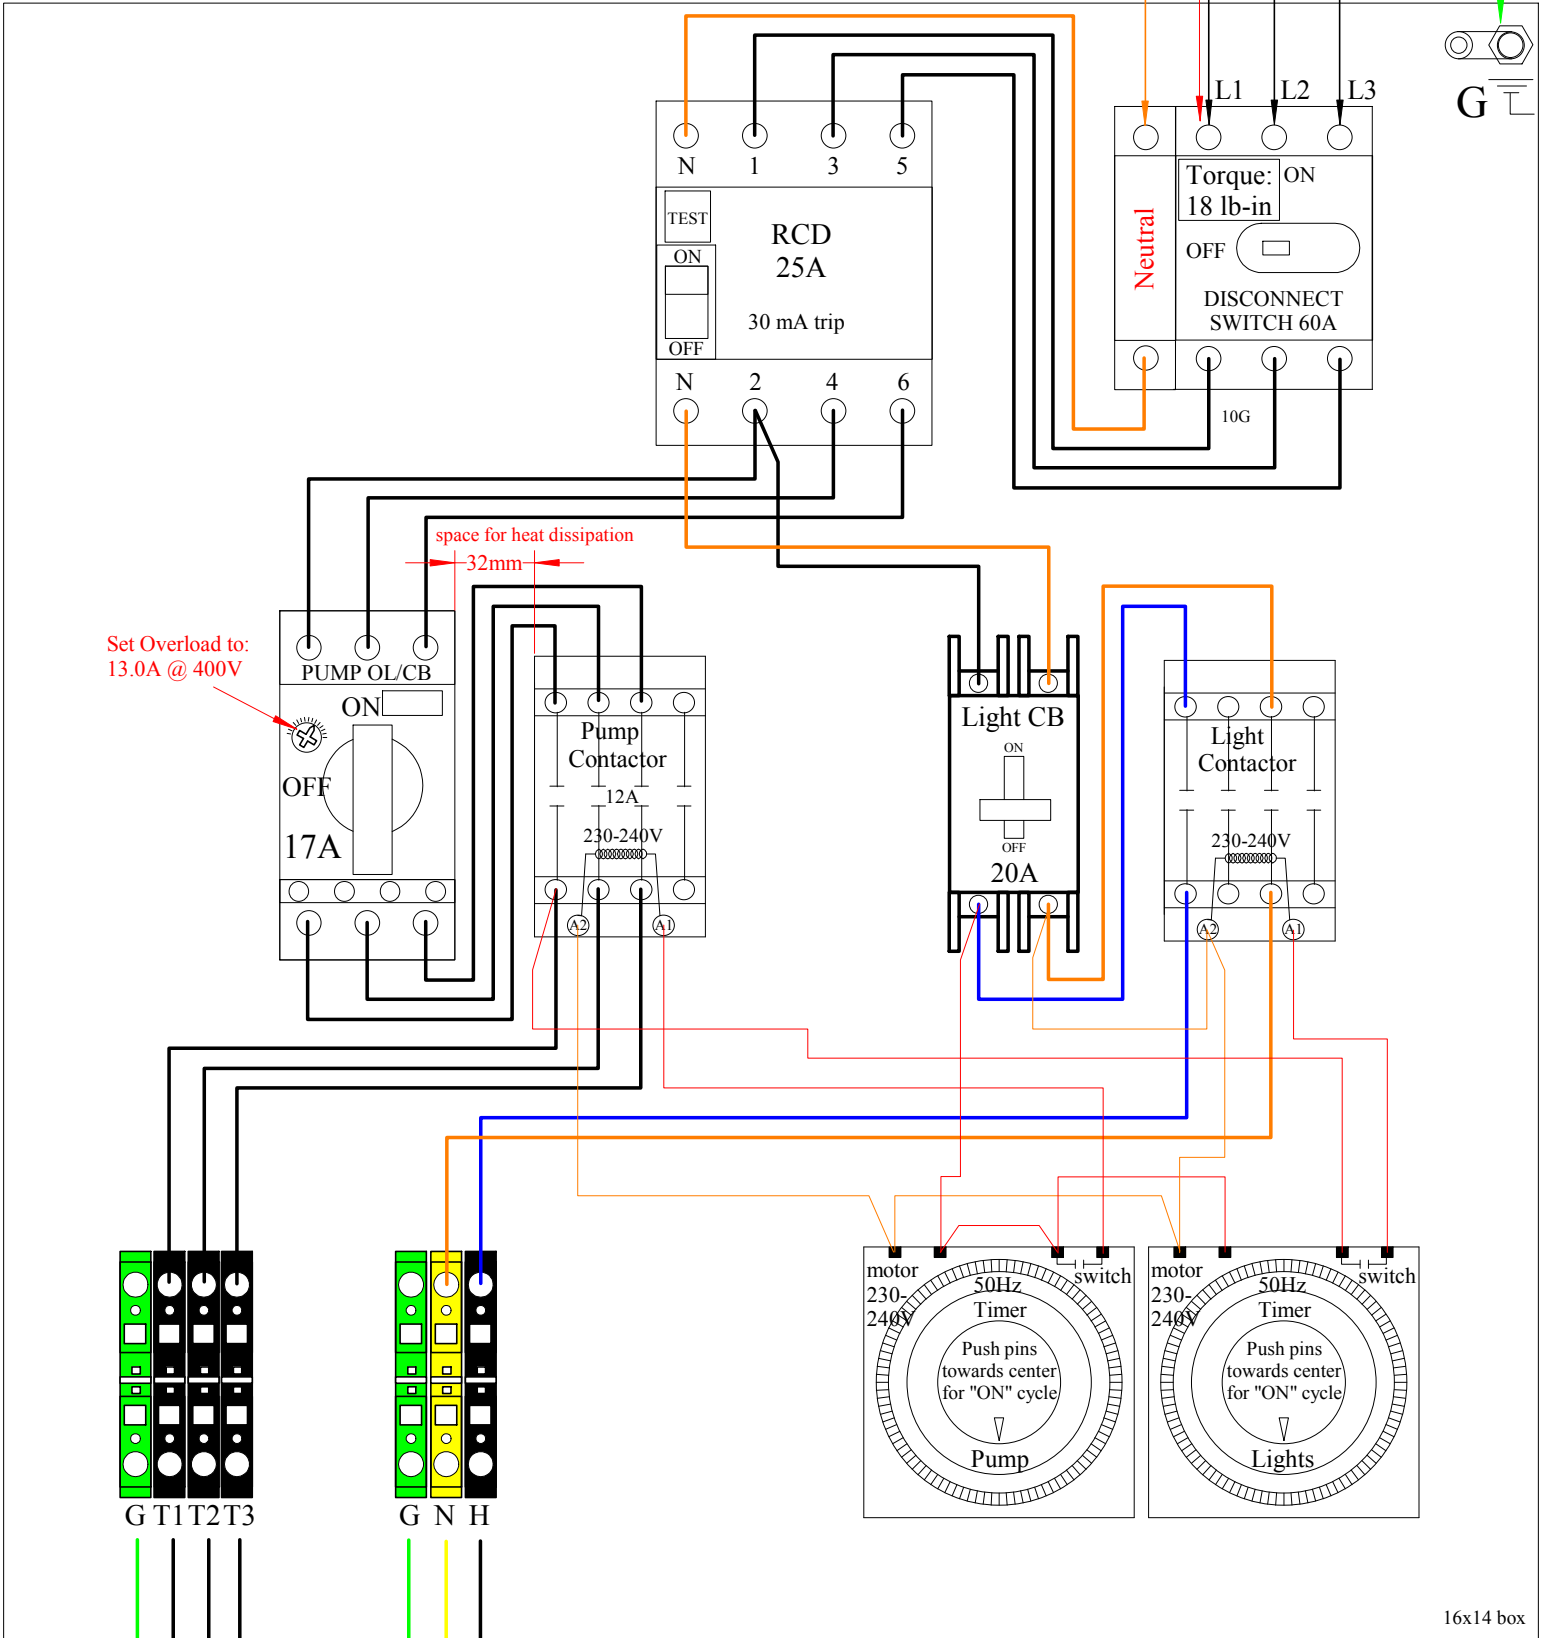 L1 L2 L3
G
N 1 3 5
TEST
ON
OFF
RCD
25A
30 mA trip
N 2 4 6
Neutral
Torque:
18 lb-in
ON
OFF
DISCONNECT
SWITCH 60A
10G
space for heat dissipation
32mm
Set Overload to:
13.0A @ 400V
PUMP OL/CB
ON
OFF
17A
Pump
Contactor
12A
230-240V
A2 A1
Light CB
ON
OFF
20A
Light
Contactor
230-240V
A2 A1
motor
230-
240V
50Hz
Timer
switch
Push pins
towards center
for "ON" cycle
Pump
motor
230-
240V
50Hz
Timer
switch
Push pins
towards center
for "ON" cycle
Lights
G T1 T2 T3
G N H
16x14 box